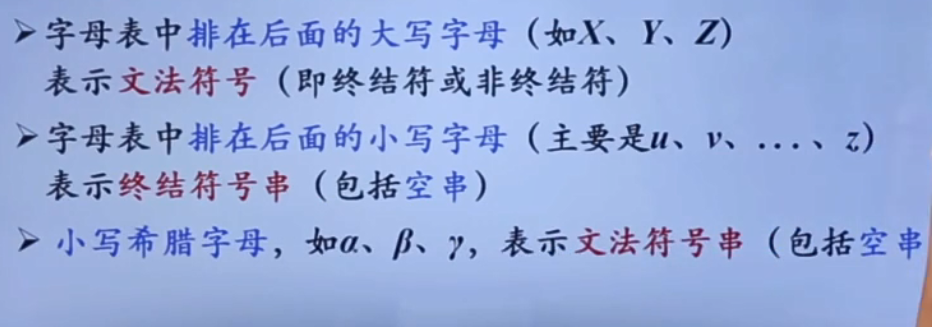 ➢字母表中排在后面的大写字母（如X、Y、Z）
表示文法符号（即终结符或非终结符）
➢字母表中排在后面的小写字母（主要是u、v、...、z）
表示终结符号串（包括空串）
➢ 小写希腊字母，如α、β、γ，表示文法符号串（包括空串